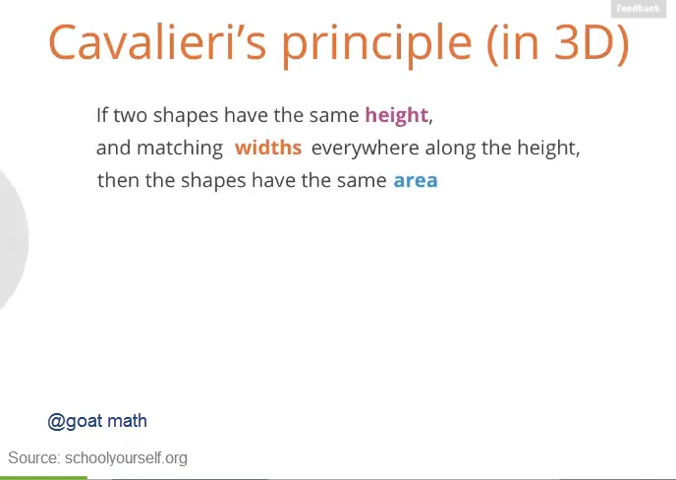 Feedback
Cavalieri’s principle (in 3D)
If two shapes have the same height,
and matching widths everywhere along the height,
then the shapes have the same area
@goat math
Source: schoolyourself.org